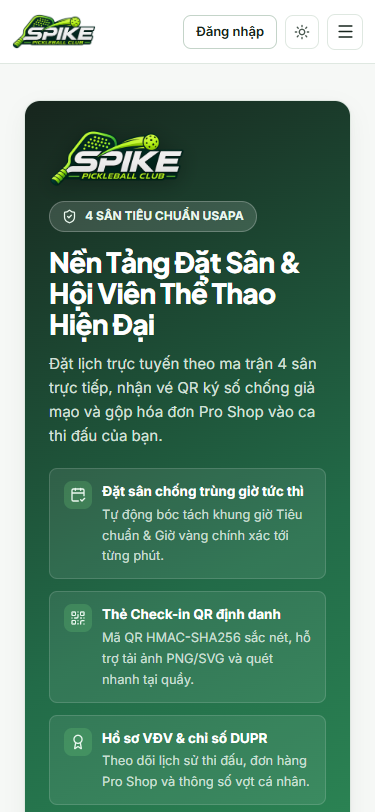 SPIKE
PICKLEBALL CLUB
Đăng nhập
SPIKE
PICKLEBALL CLUB
4 SÂN TIÊU CHUẨN USAPA
Nền Tảng Đặt Sân &
Hội Viên Thể Thao
Hiện Đại
Đặt lịch trực tuyến theo ma trận 4 sân
trực tiếp, nhận vé QR ký số chống giả
mạo và gộp hóa đơn Pro Shop vào ca
thi đấu của bạn.
Đặt sân chống trùng giờ tức thì
Tự động bóc tách khung giờ Tiêu
chuẩn & Giờ vàng chính xác tới
từng phút.
Thẻ Check-in QR định danh
Mã QR HMAC-SHA256 sắc nét, hỗ
trợ tải ảnh PNG/SVG và quét
nhanh tại quầy.
Hồ sơ VĐV & chỉ số DUPR
Theo dõi lịch sử thi đấu, đơn hàng
Pro Shop và thông số vợt cá nhân.